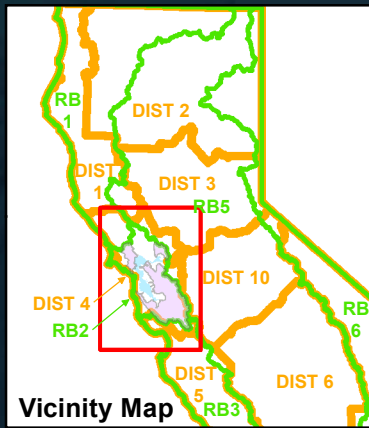 RB
1
DIST 2
DIST
1
DIST 3
RB5
DIST 4
RB2
DIST 10
RB
6
DIST
5
RB3
DIST 6
Vicinity Map